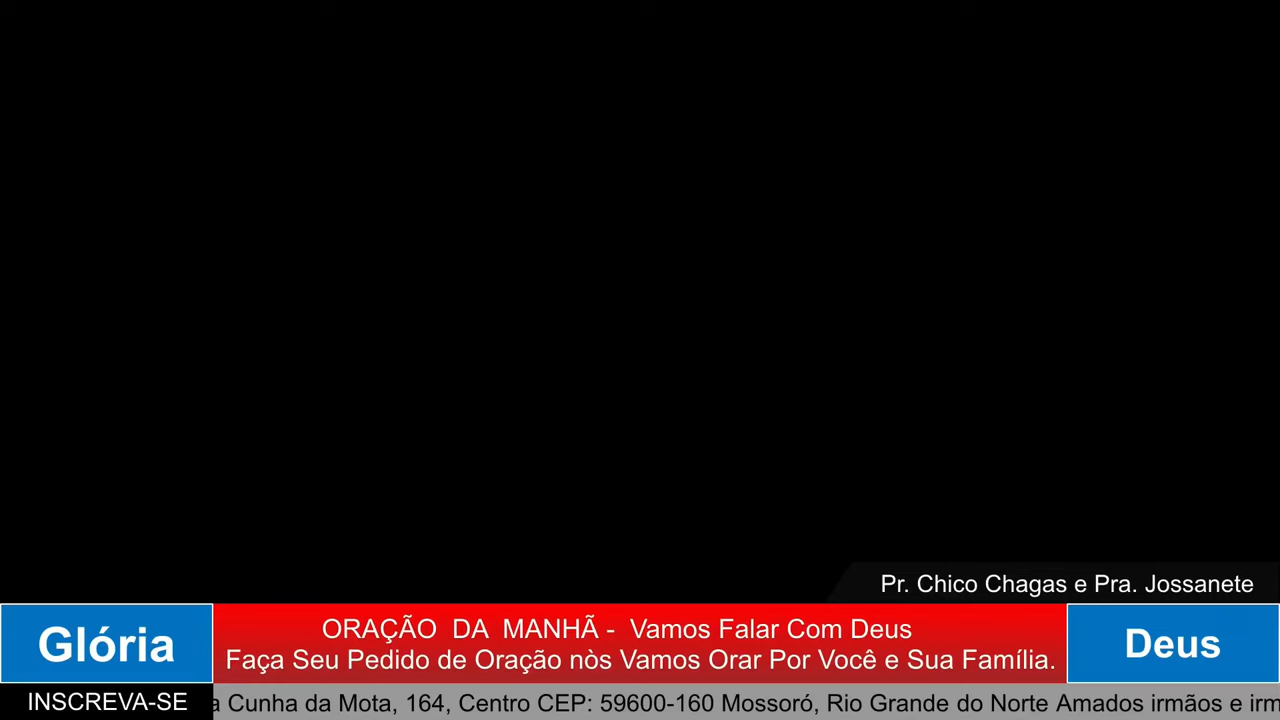 Pr. Chico Chagas e Pra. Jossanete
Glória
ORAÇÃO DA MANHÃ - Vamos Falar Com Deus
Faça Seu Pedido de Oração nòs Vamos Orar Por Você e Sua Família.
Deus
INSCREVA-SE
a Cunha da Mota, 164, Centro CEP: 59600-160 Mossoró, Rio Grande do Norte Amados irmãos e irm